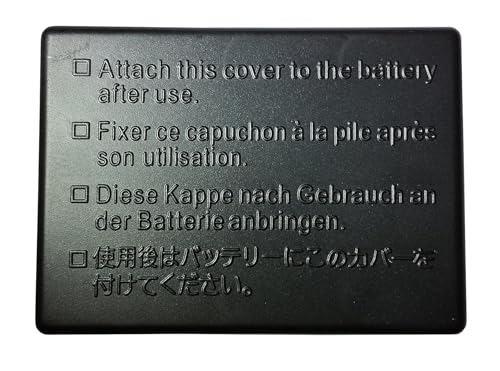 □ Attach this cover to the battery
after use.
□ Fixer ce capuchon à la pile après
son utilisation.
□ Diese Kappe nach Gebrauch an
der Batterie anbringen.
□ 使用後はバッテリーにこのカバーを
付けてください。